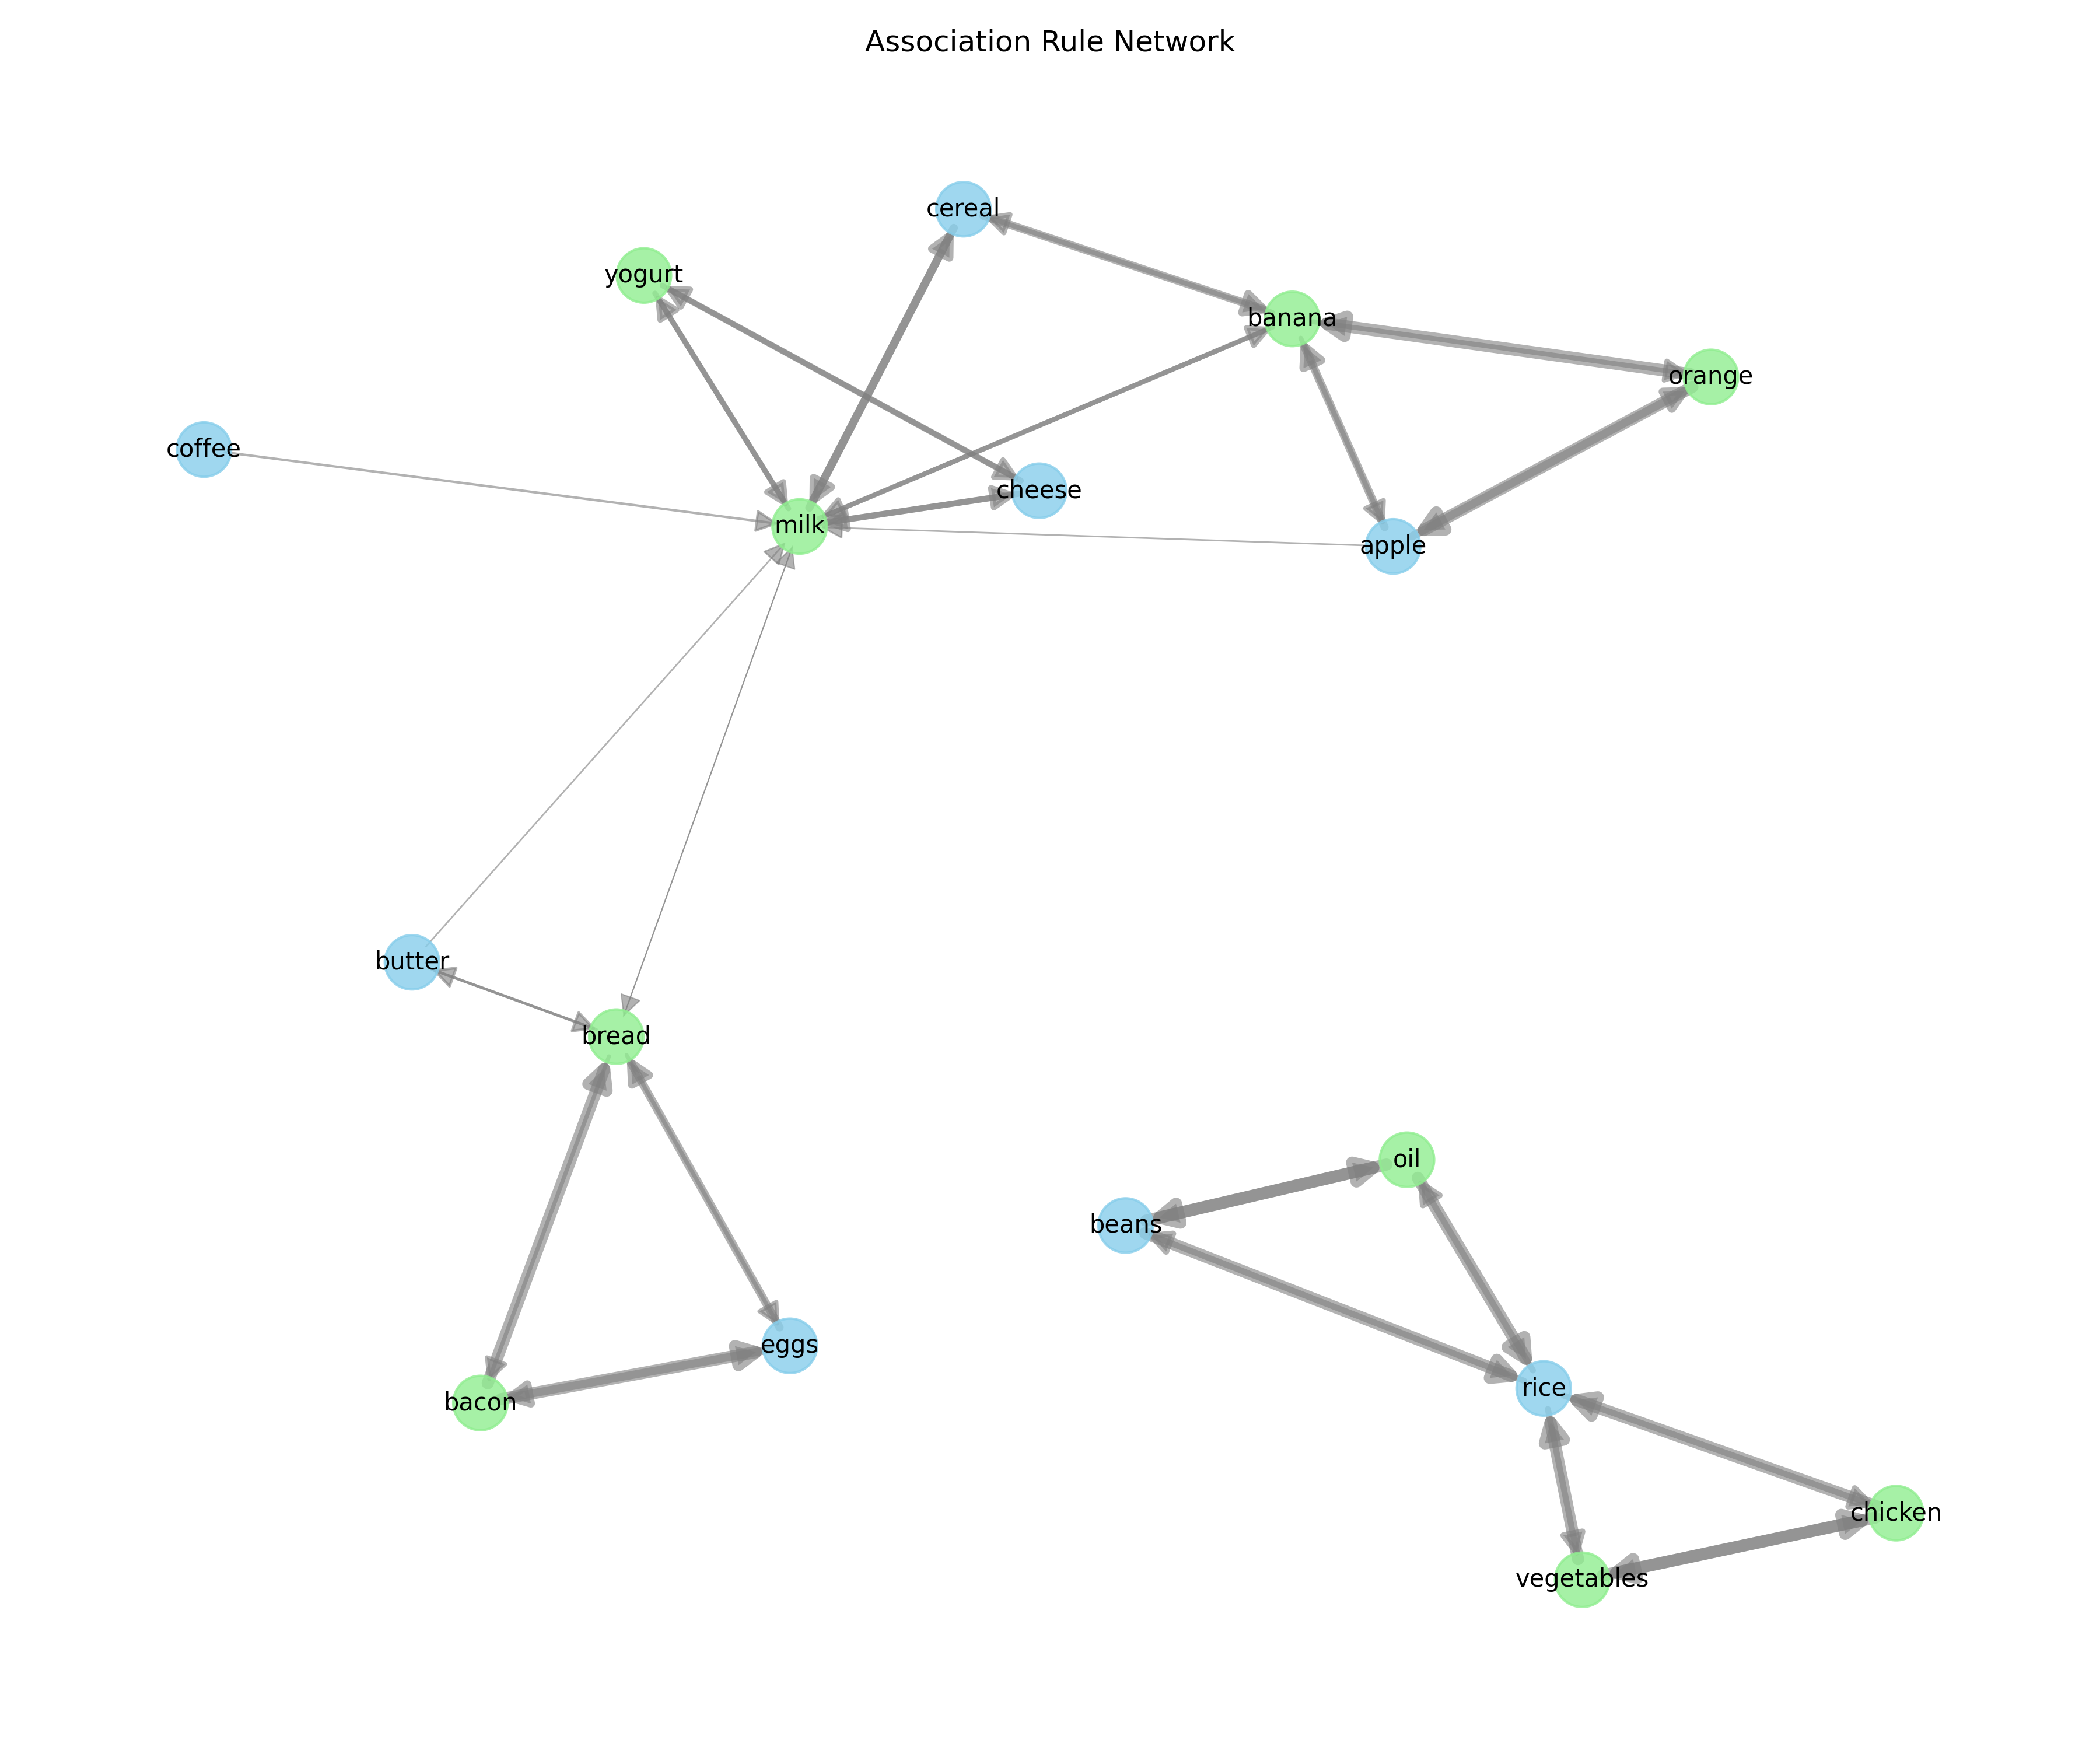 Association Rule Network
cereal
yogurt
banana
orange
coffee
cheese
milk
apple
butter
bread
oil
beans
eggs
rice
bacon
chicken
vegetables